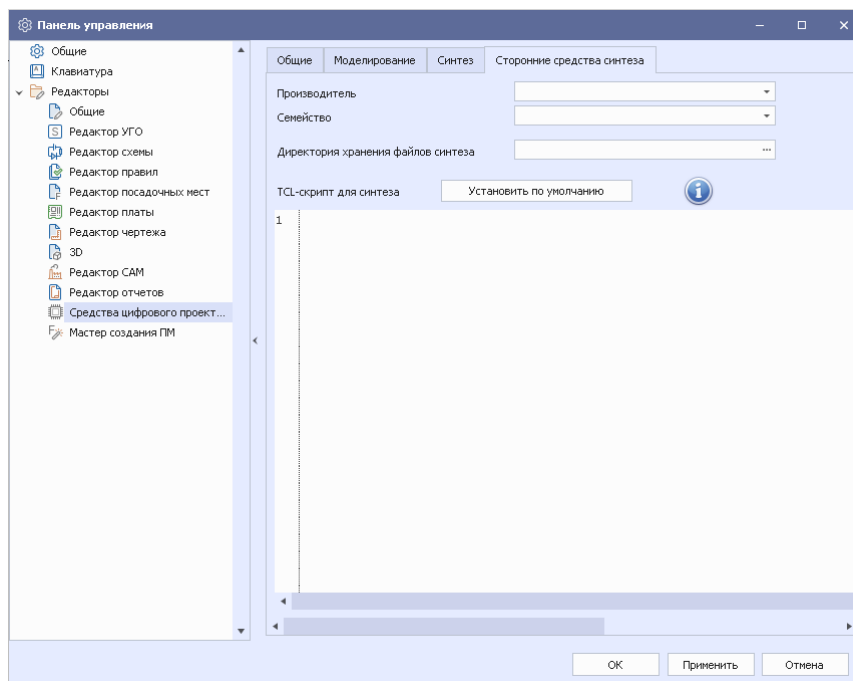 Панель управления
Общие
Клавиатура
Редакторы
Общие
Редактор УГО
Редактор схемы
Редактор правил
Редактор посадочных мест
Редактор платы
Редактор чертежа
3D
Редактор CAM
Редактор отчетов
Средства цифрового проект...
Мастер создания ПМ
Общие Моделирование Синтез Сторонние средства синтеза
Производитель
Семейство
Директория хранения файлов синтеза ...
TCL-скрипт для синтеза Установить по умолчанию
1
ОК Применить Отмена